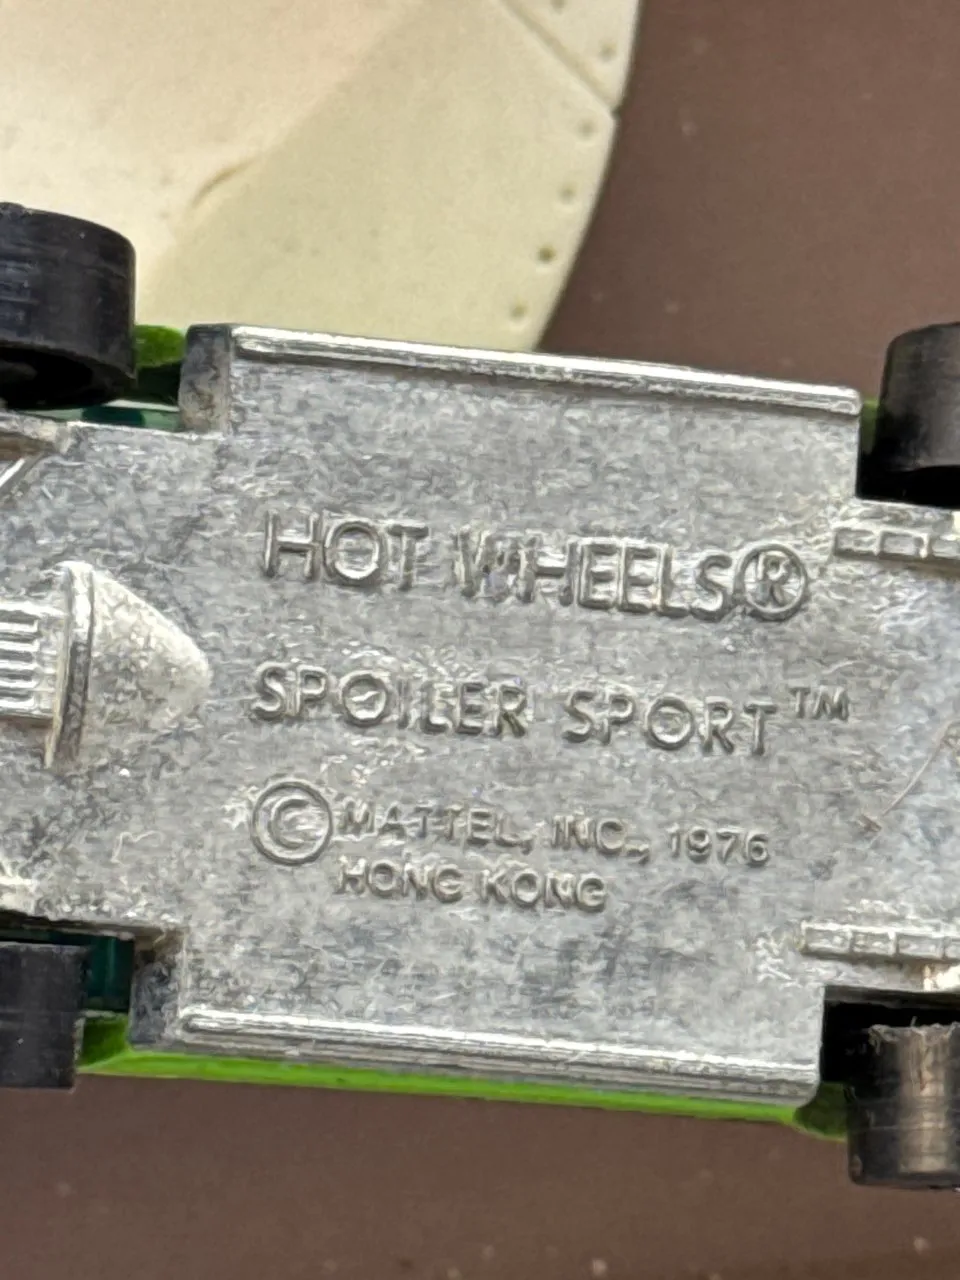 HOT WHEELS®
SPOILER SPORT™
© MATTEL, INC., 1976
HONG KONG